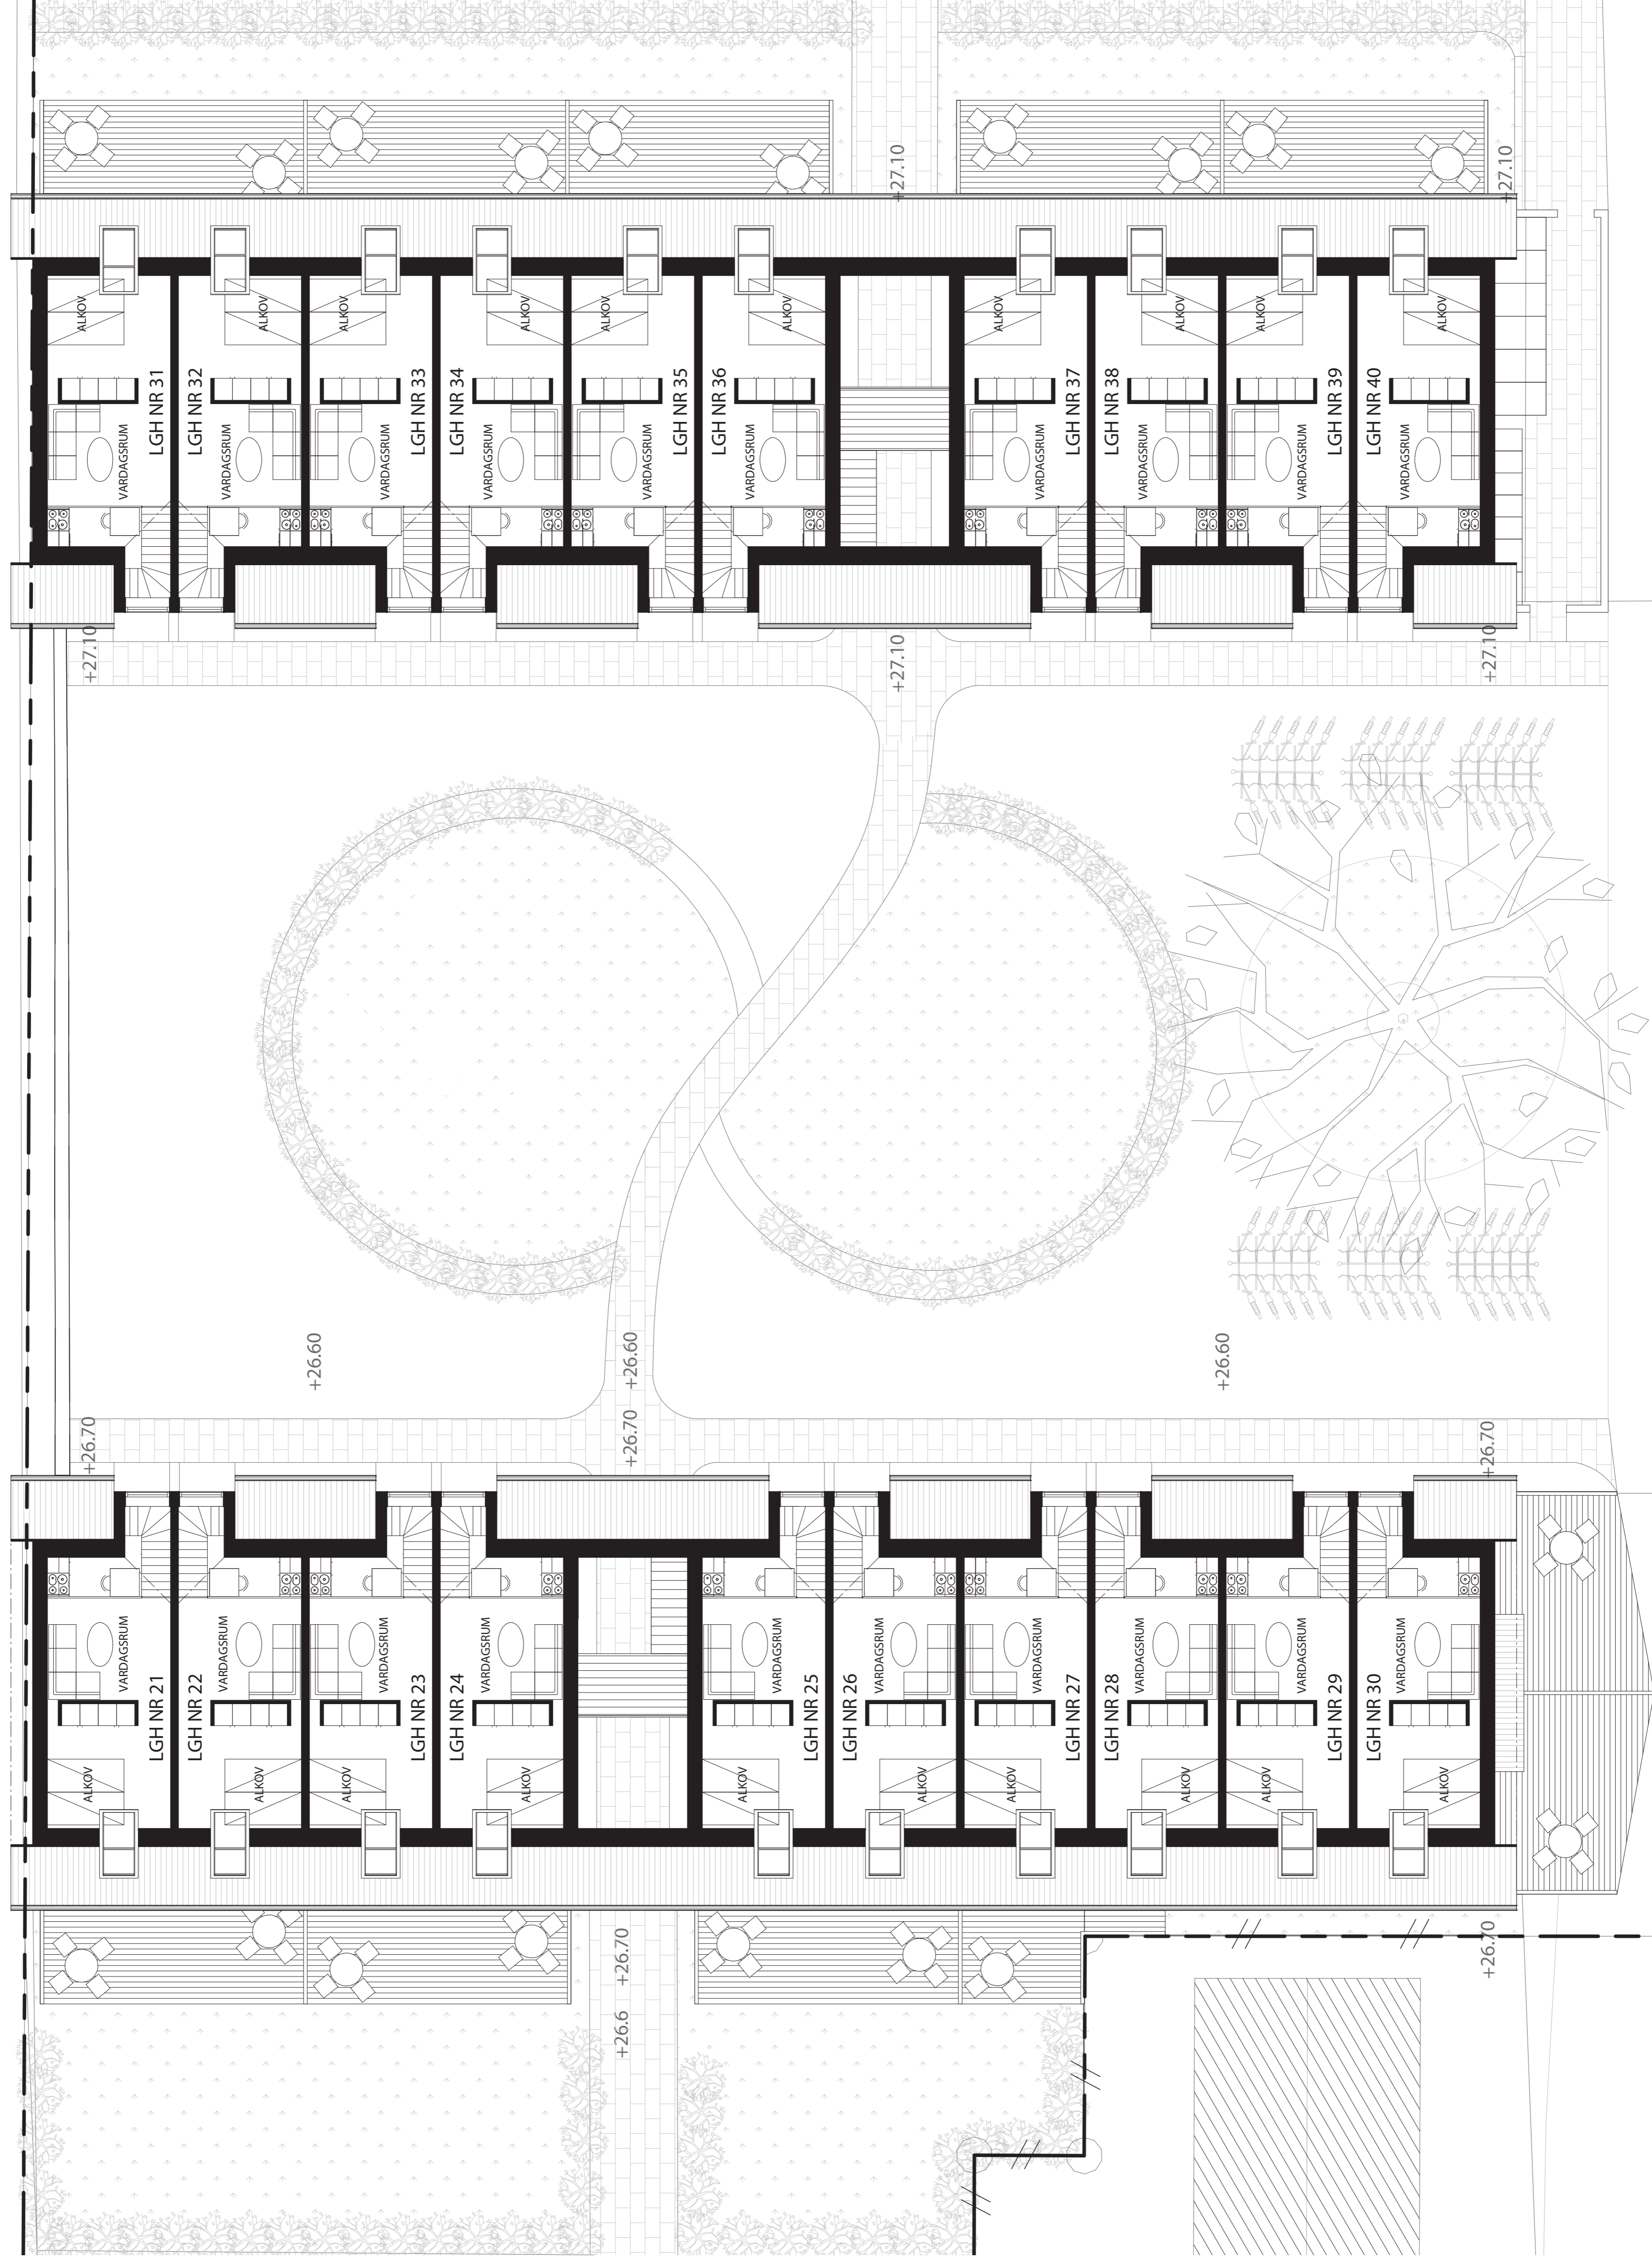 +27.10
+27.10
ALKOV
ALKOV
ALKOV
ALKOV
ALKOV
ALKOV
ALKOV
ALKOV
ALKOV
ALKOV
LGH NR 31
LGH NR 32
LGH NR 33
LGH NR 34
LGH NR 35
LGH NR 36
LGH NR 37
LGH NR 38
LGH NR 39
LGH NR 40
VARDAGSRUM
VARDAGSRUM
VARDAGSRUM
VARDAGSRUM
VARDAGSRUM
VARDAGSRUM
VARDAGSRUM
VARDAGSRUM
VARDAGSRUM
VARDAGSRUM
+27.10
+27.10
+27.10
+26.60
+26.60
+26.60
+26.70
+26.70
+26.70
VARDAGSRUM
VARDAGSRUM
VARDAGSRUM
VARDAGSRUM
VARDAGSRUM
VARDAGSRUM
VARDAGSRUM
VARDAGSRUM
VARDAGSRUM
VARDAGSRUM
LGH NR 21
LGH NR 22
LGH NR 23
LGH NR 24
LGH NR 25
LGH NR 26
LGH NR 27
LGH NR 28
LGH NR 29
LGH NR 30
ALKOV
ALKOV
ALKOV
ALKOV
ALKOV
ALKOV
ALKOV
ALKOV
ALKOV
ALKOV
+26.70
+26.70
+26.6